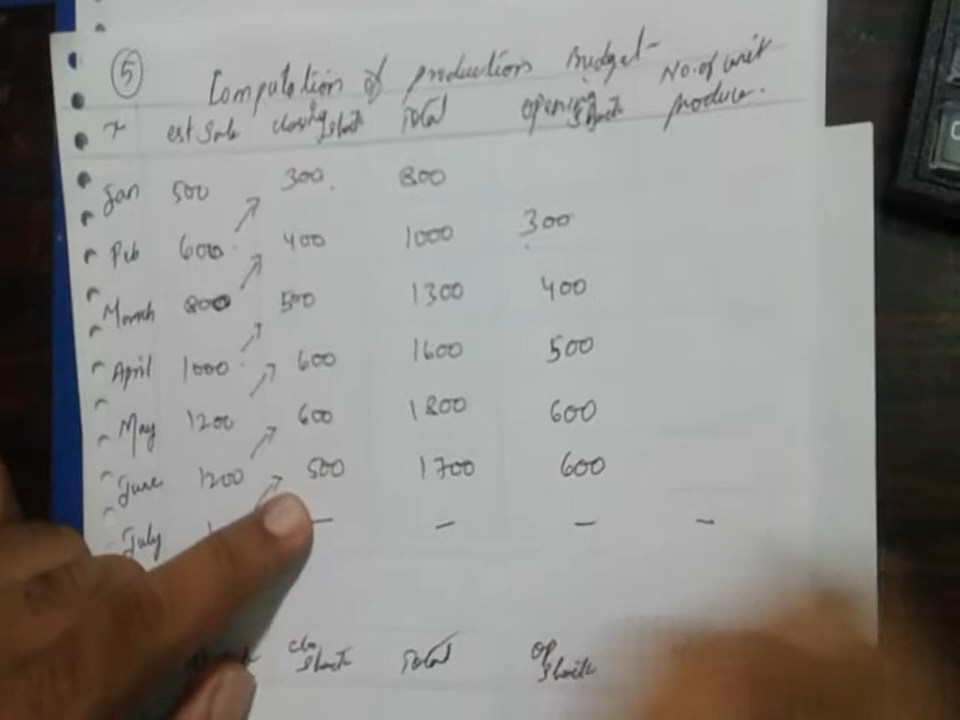 5 Computation of production Budget
est Sale closing stock Total opening stock No. of unit produce.
Jan 500 300. 800
Feb 600 400 1000 300
March 800 500 1300 400
April 1000 600 1600 500
May 1200 600 1800 600
June 1200 500 1700 600
July — — — —
clo stock Total op stock